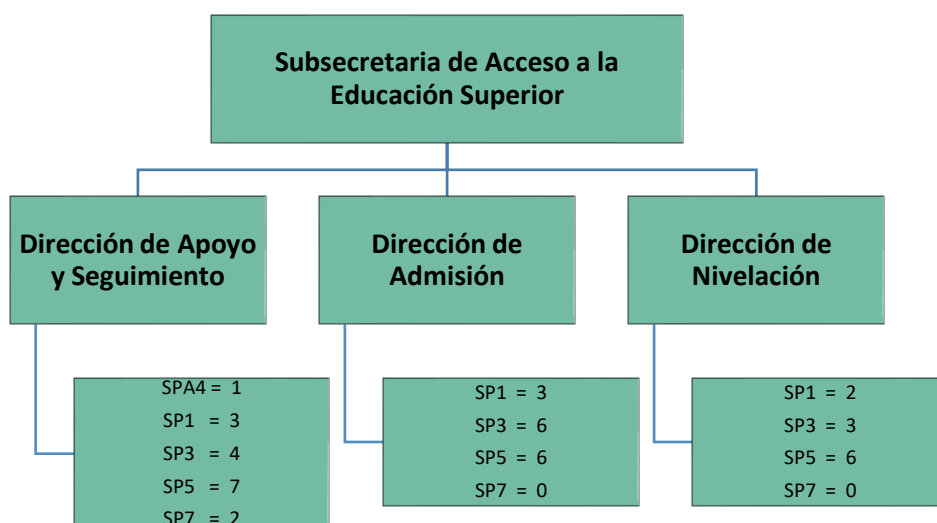 Subsecretaria de Acceso a la
Educación Superior
Dirección de Apoyo
y Seguimiento
Dirección de
Admisión
Dirección de
Nivelación
SPA4 = 1
SP1 = 3
SP3 = 4
SP5 = 7
SP7 = 2
SP1 = 3
SP3 = 6
SP5 = 6
SP7 = 0
SP1 = 2
SP3 = 3
SP5 = 6
SP7 = 0